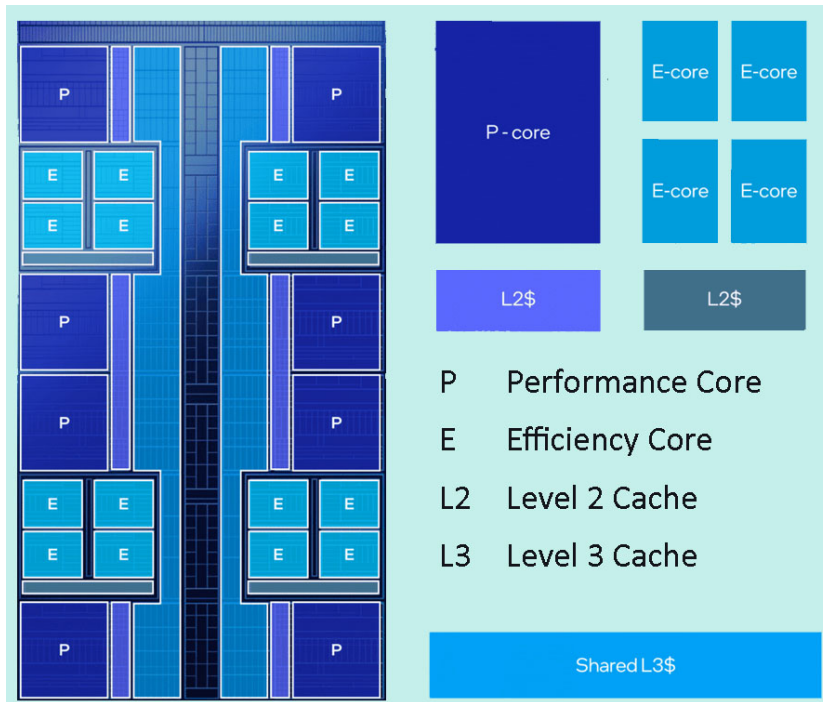 P P
E E E E
E E E E
P P
P P
E E E E
E E E E
P P
P-core
E-core E-core
E-core E-core
L2$ L2$
P Performance Core
E Efficiency Core
L2 Level 2 Cache
L3 Level 3 Cache
Shared L3$